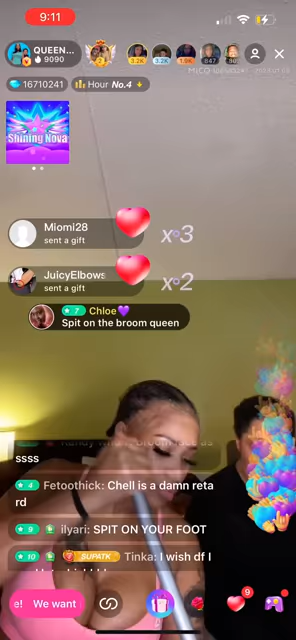 9:11
QUEEN...
9090
3.2K
3.2K
1.5K
847
16710241
Hour No.4 +
Shining Nova
Miomi28
sent a gift
x3
JuicyElbows
sent a gift
x2
7 Chloe💜
Spit on the broom queen
ssss
4 Fetoothick: Chell is a damn reta
rd
9 ilyari: SPIT ON YOUR FOOT
10 SUPATK Tinka: I wish df I
e! We want
9